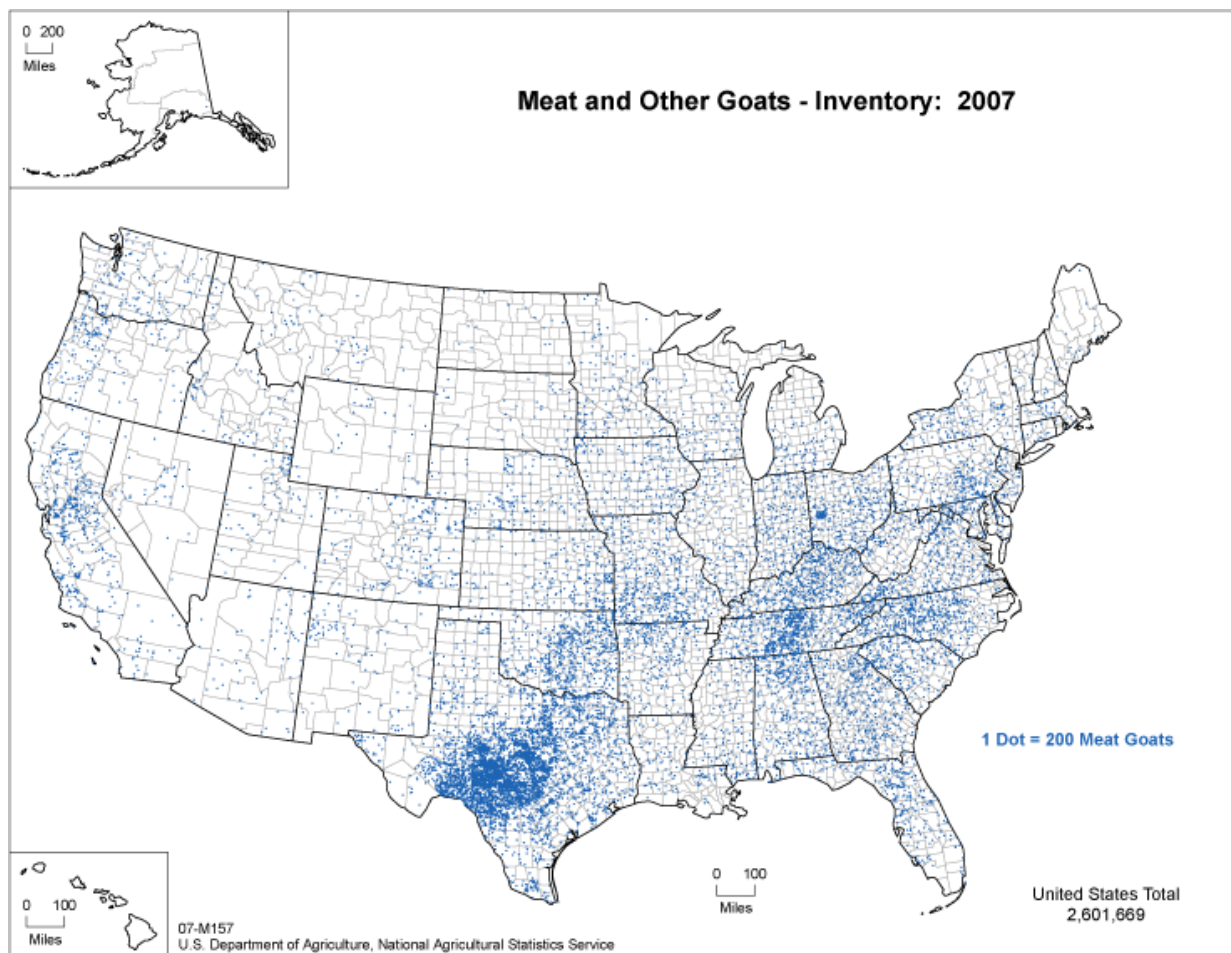 0 200
Miles
Meat and Other Goats - Inventory: 2007
1 Dot = 200 Meat Goats
0 100
Miles
United States Total
2,601,669
0 100
Miles
07-M157
U.S. Department of Agriculture, National Agricultural Statistics Service